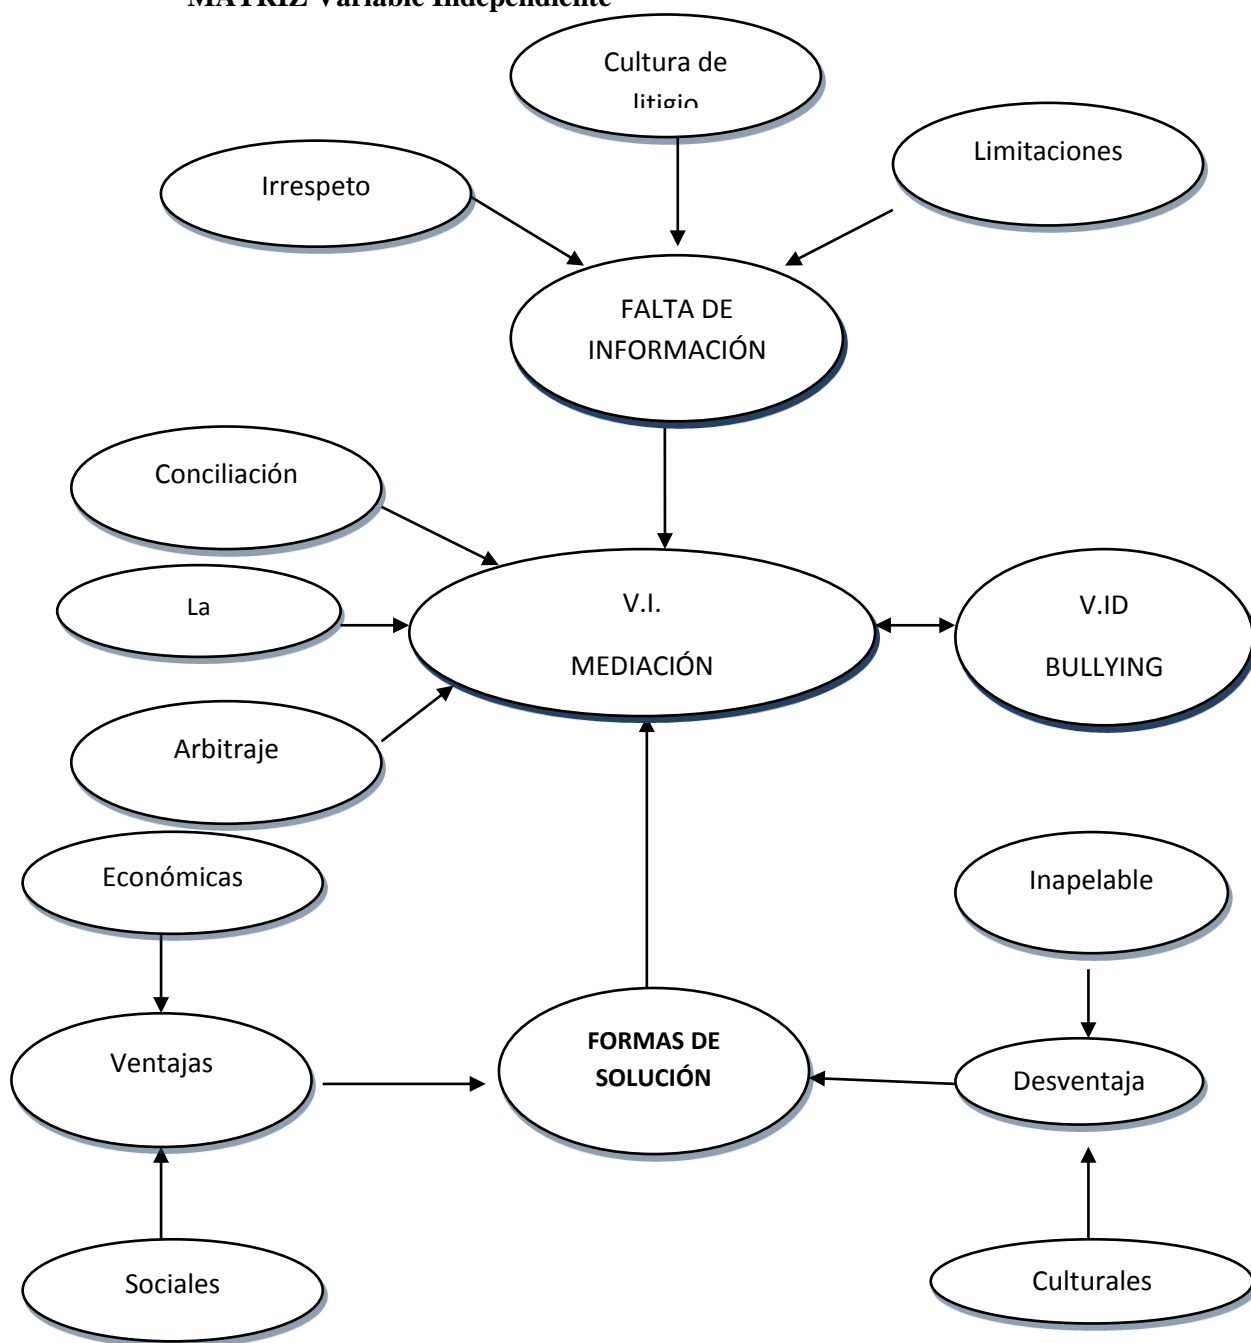 MATRIZ Variable Independiente
Cultura de
litigio
Limitaciones
Irrespeto
FALTA DE
INFORMACIÓN
Conciliación
La
V.I.
MEDIACIÓN
V.ID
BULLYING
Arbitraje
Económicas
Inapelable
Ventajas
FORMAS DE
SOLUCIÓN
Desventaja
Sociales
Culturales